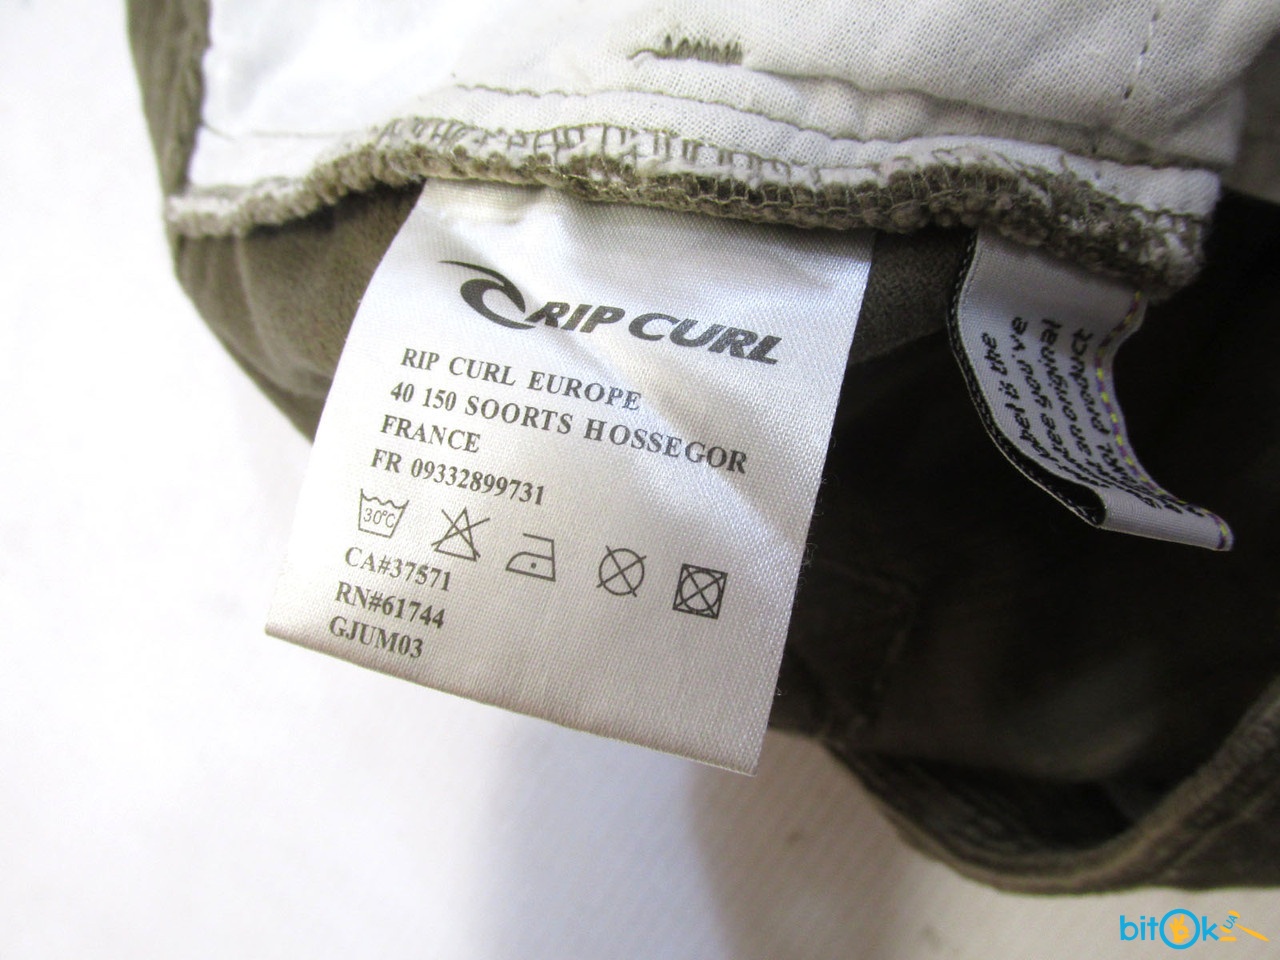 RIP CURL
RIP CURL EUROPE
40 150 SOORTS HOSSEGOR
FRANCE
FR 09332899731
30°C
CA#37571
RN#61744
GJUM03
bitOk UA